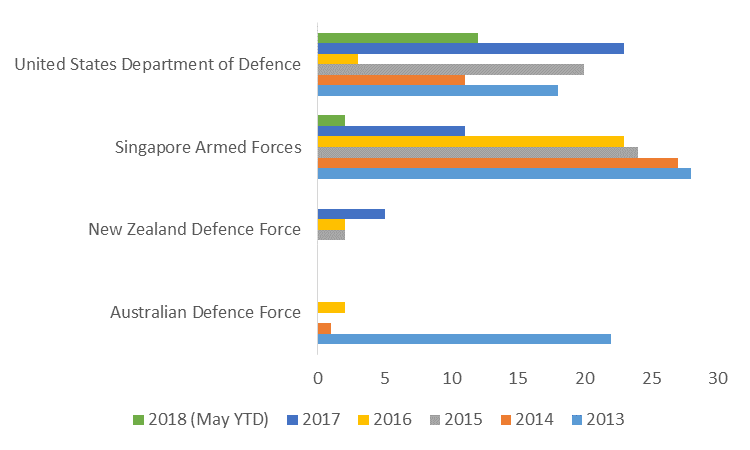 United States Department of Defence
Singapore Armed Forces
New Zealand Defence Force
Australian Defence Force
0 5 10 15 20 25 30
2018 (May YTD) 2017 2016 2015 2014 2013